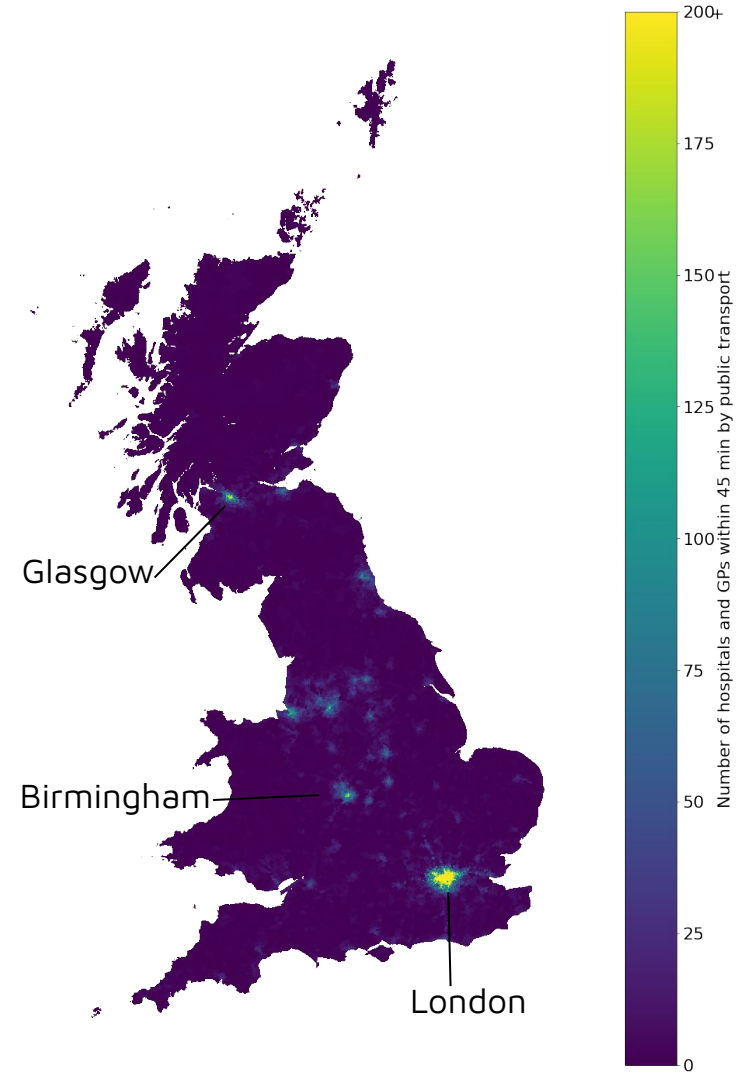 200+
175
150
125
100
75
50
25
0
Number of hospitals and GPs within 45 min by public transport
Glasgow
Birmingham
London